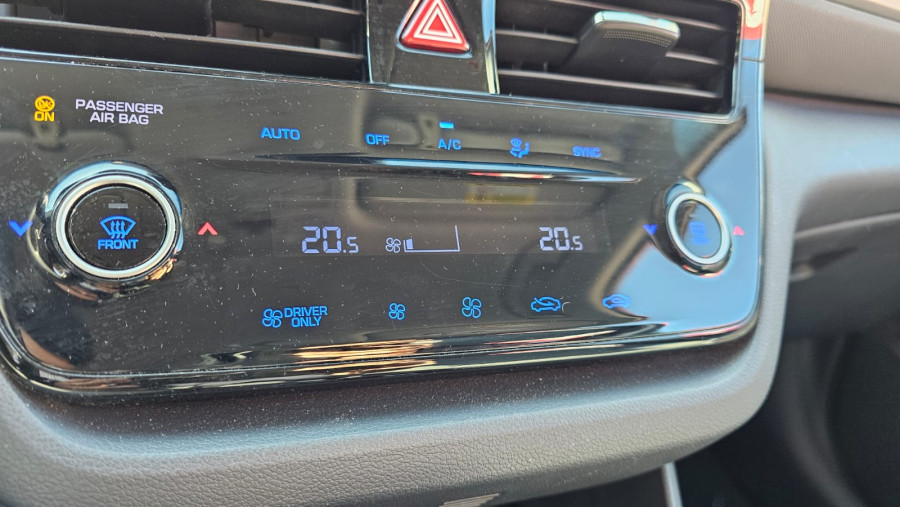 ON
PASSENGER
AIR BAG
AUTO
OFF
A/C
SYNC
FRONT
20.5
20.5
DRIVER
ONLY